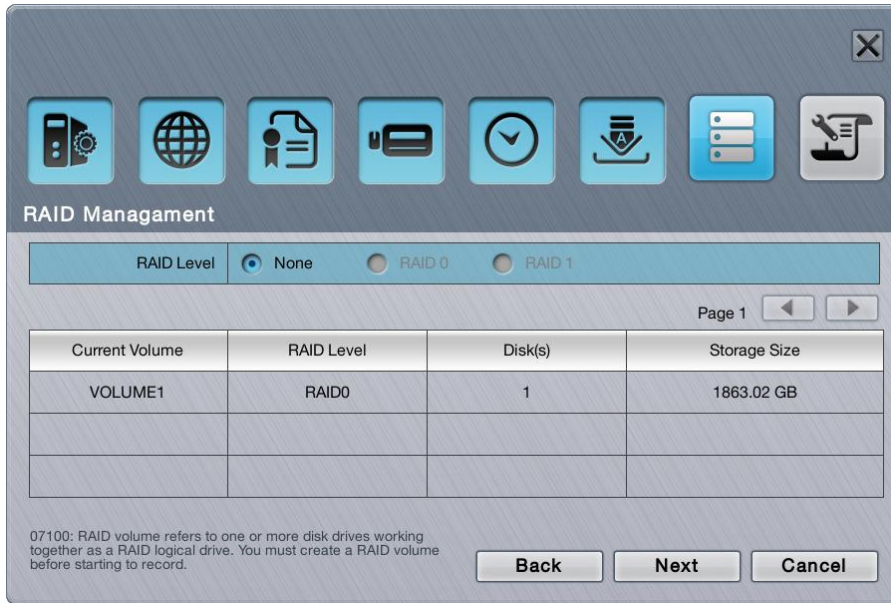 RAID Managament
RAID Level None RAID 0 RAID 1
Page 1
Current Volume RAID Level Disk(s) Storage Size
VOLUME1 RAID0 1 1863.02 GB
07100: RAID volume refers to one or more disk drives working
together as a RAID logical drive. You must create a RAID volume
before starting to record.
Back Next Cancel